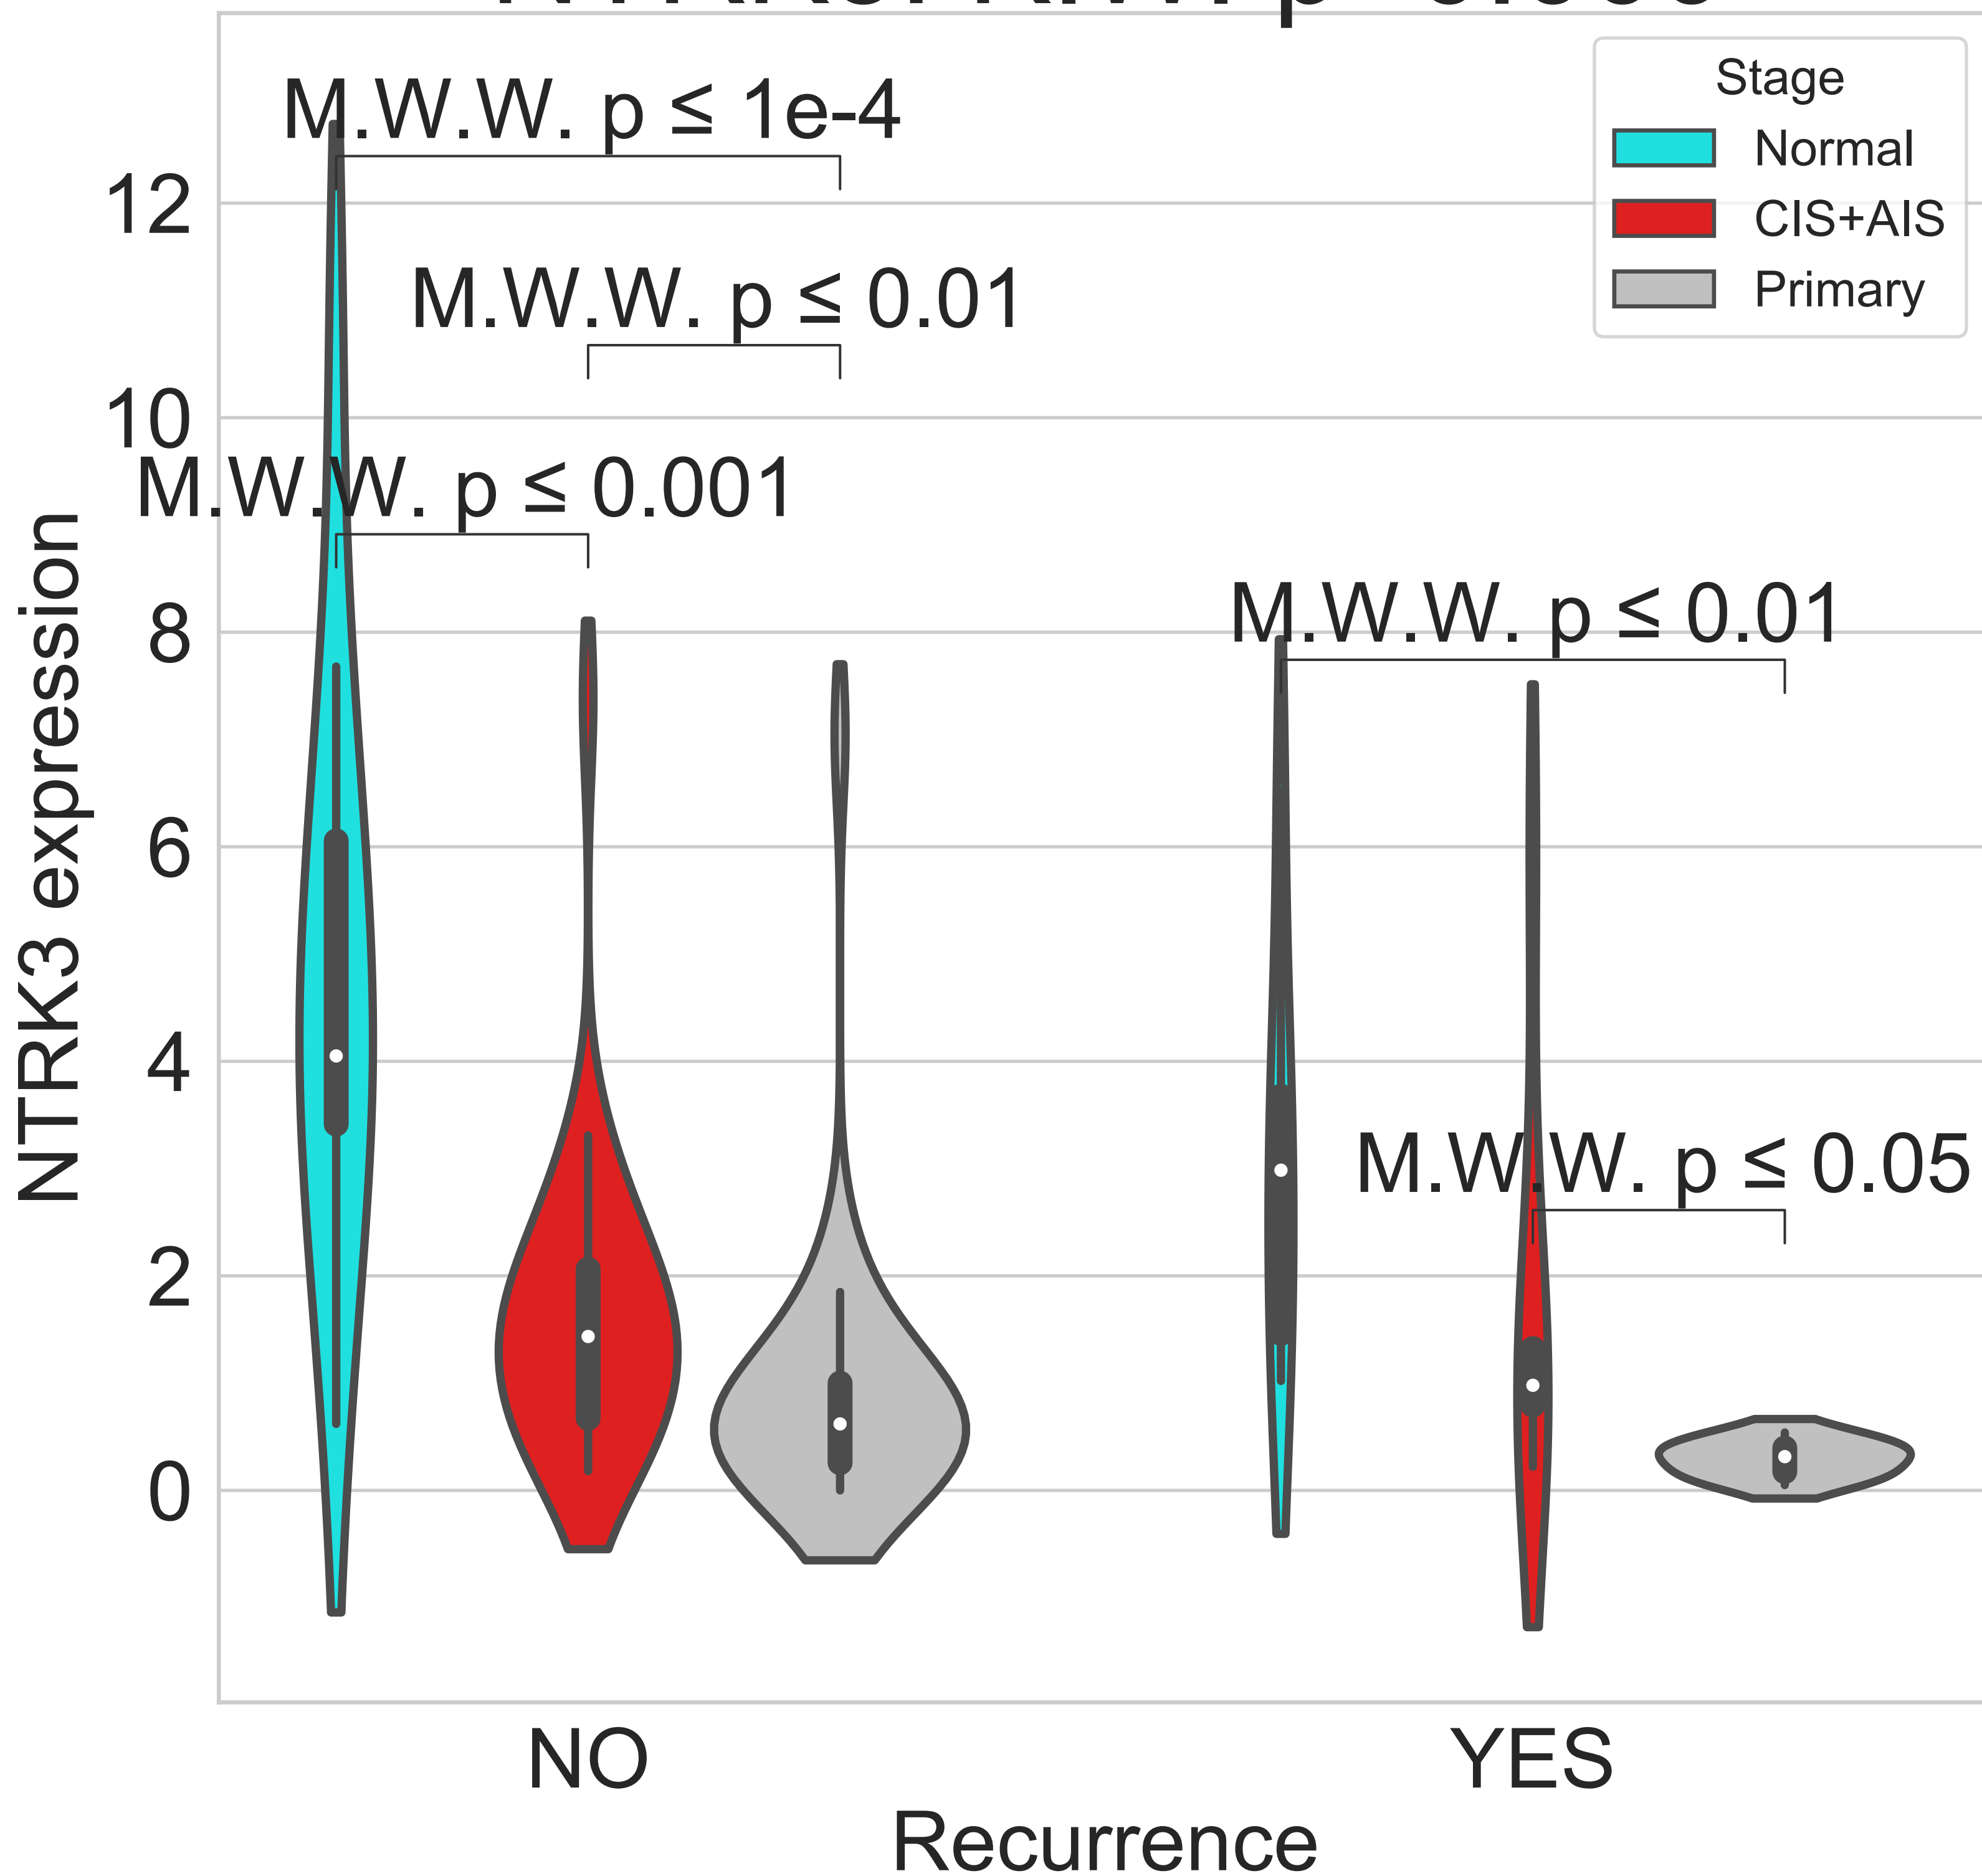 Stage
Normal
CIS+AIS
Primary
M.W.W. p ≤ 1e-4
M.W.W. p ≤ 0.01
M.W.W. p ≤ 0.001
M.W.W. p ≤ 0.01
M.W.W. p ≤ 0.05
12
10
8
6
4
2
0
NTRK3 expression
NO
YES
Recurrence